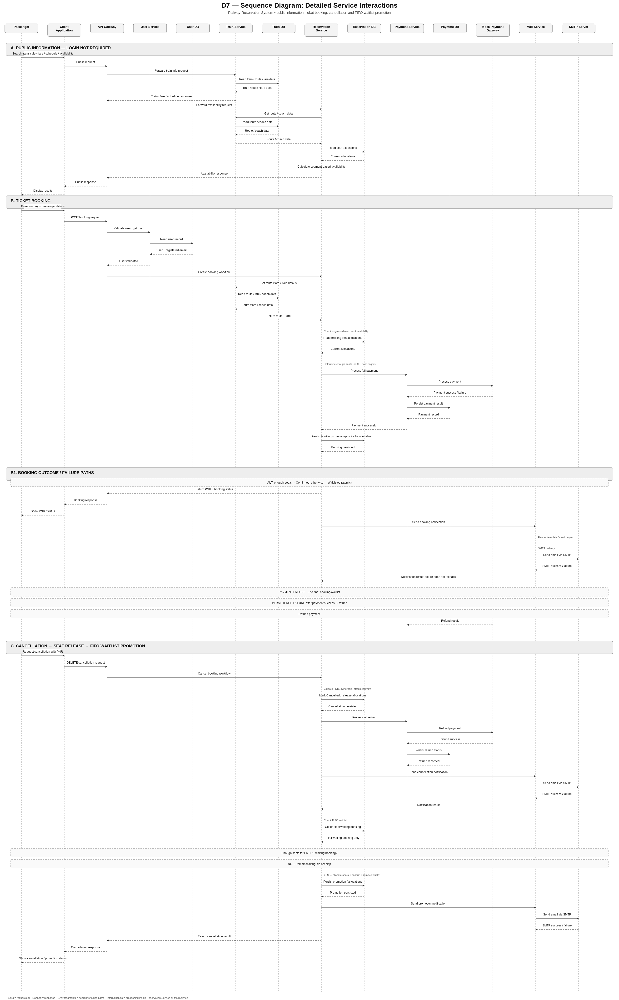 D7 — Sequence Diagram: Detailed Service Interactions
Railway Reservation System • public information, ticket booking, cancellation and FIFO waitlist promotion
Passenger
Client
Application
API Gateway
User Service
User DB
Train Service
Train DB
Reservation
Service
Reservation DB
Payment Service
Payment DB
Mock Payment
Gateway
Mail Service
SMTP Server
A. PUBLIC INFORMATION — LOGIN NOT REQUIRED
Search trains / view fare / schedule / availability
Public request
Forward train info request
Read train / route / fare data
Train / route / fare data
Train / fare / schedule response
Forward availability request
Get route / coach data
Read route / coach data
Route / coach data
Route / coach data
Read seat allocations
Current allocations
Calculate segment-based availability
Availability response
Public response
Display results
B. TICKET BOOKING
Enter journey + passenger details
POST booking request
Validate user / get user
Read user record
User + registered email
User validated
Create booking workflow
Get route / fare / train details
Read route / fare / coach data
Route / fare / coach data
Return route + fare
Check segment-based seat availability
Read existing seat allocations
Current allocations
Determine enough seats for ALL passengers
Process full payment
Process payment
Payment success / failure
Persist payment result
Payment record
Payment successful
Persist booking + passengers + allocations/wa…
Booking persisted
B1. BOOKING OUTCOME / FAILURE PATHS
ALT: enough seats → Confirmed; otherwise → Waitlisted (atomic)
Return PNR + booking status
Booking response
Show PNR / status
Send booking notification
Render template / send request
SMTP delivery
Send email via SMTP
SMTP success / failure
Notification result; failure does not rollback
PAYMENT FAILURE → no final booking/waitlist
PERSISTENCE FAILURE after payment success → refund
Refund payment
Refund result
C. CANCELLATION → SEAT RELEASE → FIFO WAITLIST PROMOTION
Request cancellation with PNR
DELETE cancellation request
Cancel booking workflow
Validate PNR, ownership, status, journey
Mark Cancelled / release allocations
Cancellation persisted
Process full refund
Refund payment
Refund success
Persist refund status
Refund recorded
Send cancellation notification
Send email via SMTP
SMTP success / failure
Notification result
Check FIFO waitlist
Get earliest waiting booking
First waiting booking only
Enough seats for ENTIRE waiting booking?
NO → remain waiting; do not skip
YES → allocate seats + confirm + remove waitlist
Persist promotion / allocations
Promotion persisted
Send promotion notification
Send email via SMTP
SMTP success / failure
Return cancellation result
Cancellation response
Show cancellation / promotion status
Solid = request/call • Dashed = response • Grey fragments = decisions/failure paths • Internal labels = processing inside Reservation Service or Mail Service